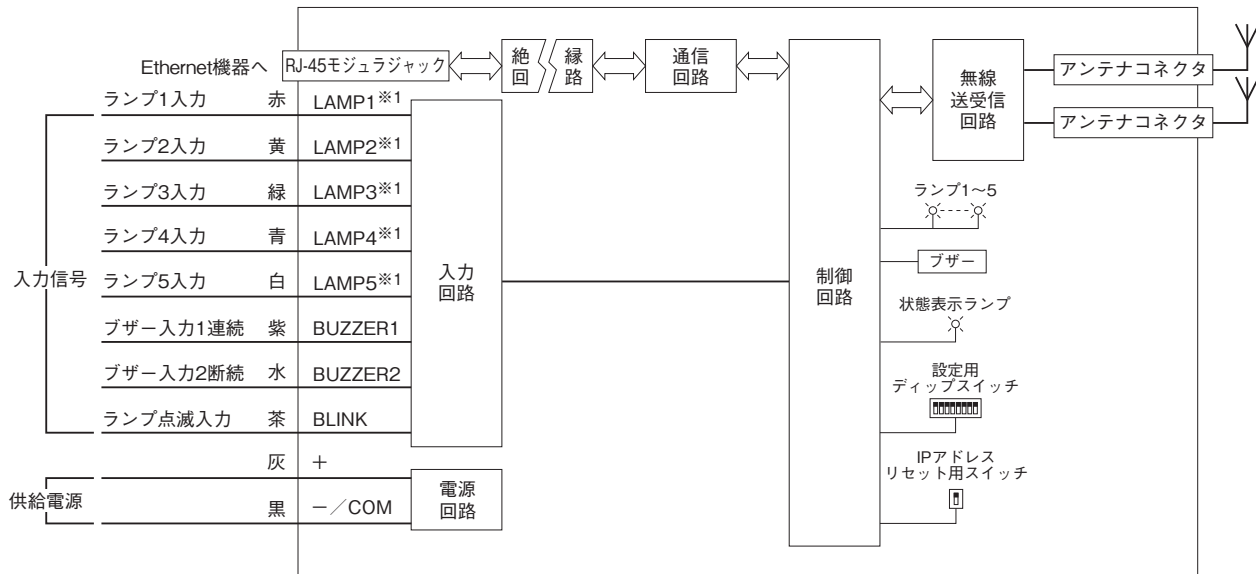 Ethernet機器へ
RJ-45モジュラジャック
絶 縁
回 路
通信
回路
無線
送受信
回路
アンテナコネクタ
アンテナコネクタ
ランプ1入力 赤 LAMP1※1
ランプ2入力 黄 LAMP2※1
ランプ3入力 緑 LAMP3※1
ランプ4入力 青 LAMP4※1
ランプ5入力 白 LAMP5※1
ブザー入力1連続 紫 BUZZER1
ブザー入力2断続 水 BUZZER2
ランプ点滅入力 茶 BLINK
入力信号
入力
回路
灰 +
黒 −/COM
供給電源
電源
回路
制御
回路
ランプ1~5
ブザー
状態表示ランプ
設定用
ディップスイッチ
IPアドレス
リセット用スイッチ